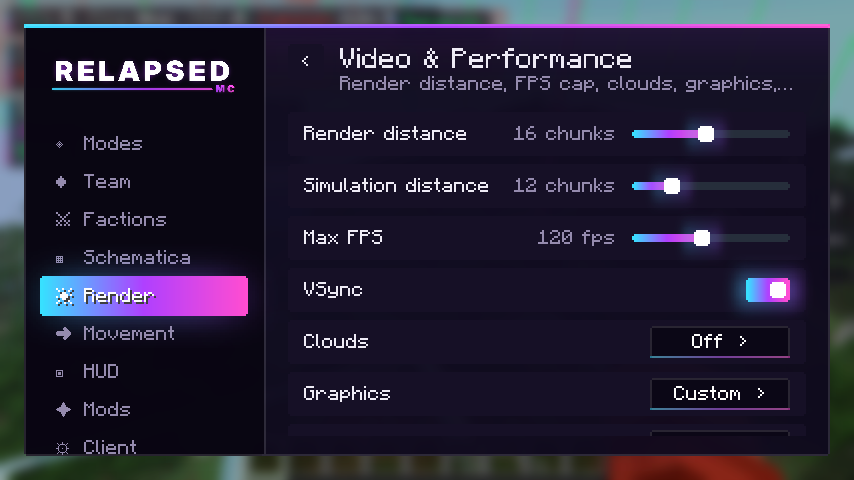 RELAPSED
MC
Modes
Team
Factions
Schematica
Render
Movement
HUD
Mods
Client
Video & Performance
Render distance, FPS cap, clouds, graphics,...
Render distance 16 chunks
Simulation distance 12 chunks
Max FPS 120 fps
VSync
Clouds Off >
Graphics Custom >